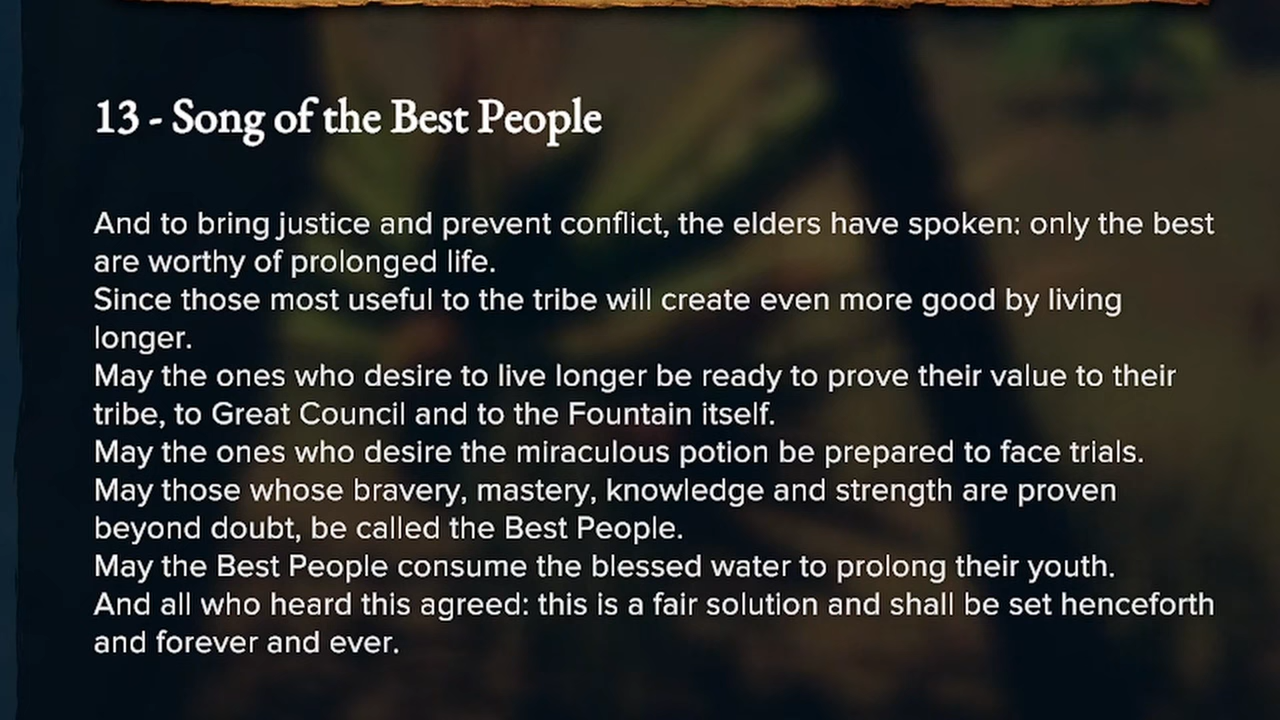 13 - Song of the Best People
And to bring justice and prevent conflict, the elders have spoken: only the best
are worthy of prolonged life.
Since those most useful to the tribe will create even more good by living
longer.
May the ones who desire to live longer be ready to prove their value to their
tribe, to Great Council and to the Fountain itself.
May the ones who desire the miraculous potion be prepared to face trials.
May those whose bravery, mastery, knowledge and strength are proven
beyond doubt, be called the Best People.
May the Best People consume the blessed water to prolong their youth.
And all who heard this agreed: this is a fair solution and shall be set henceforth
and forever and ever.